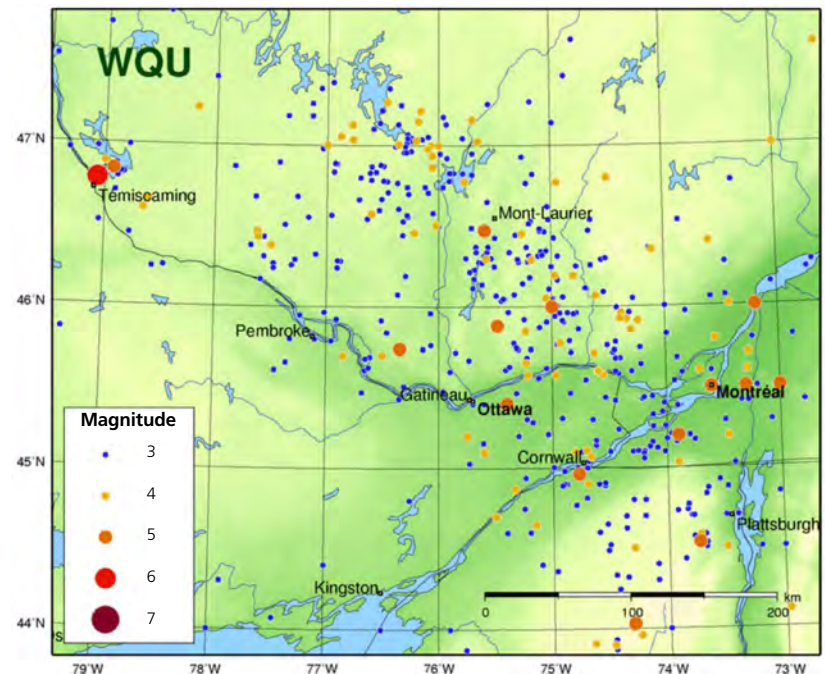 WQU
47°N
Témiscaming
Mont-Laurier
46°N
Pembroke
Gatineau
Ottawa
Montréal
Magnitude
3
4
5
6
7
45°N
Cornwall
Plattsburgh
Kingston
km
0
100
200
44°N
79°W
78°W
77°W
76°W
75°W
74°W
73°W